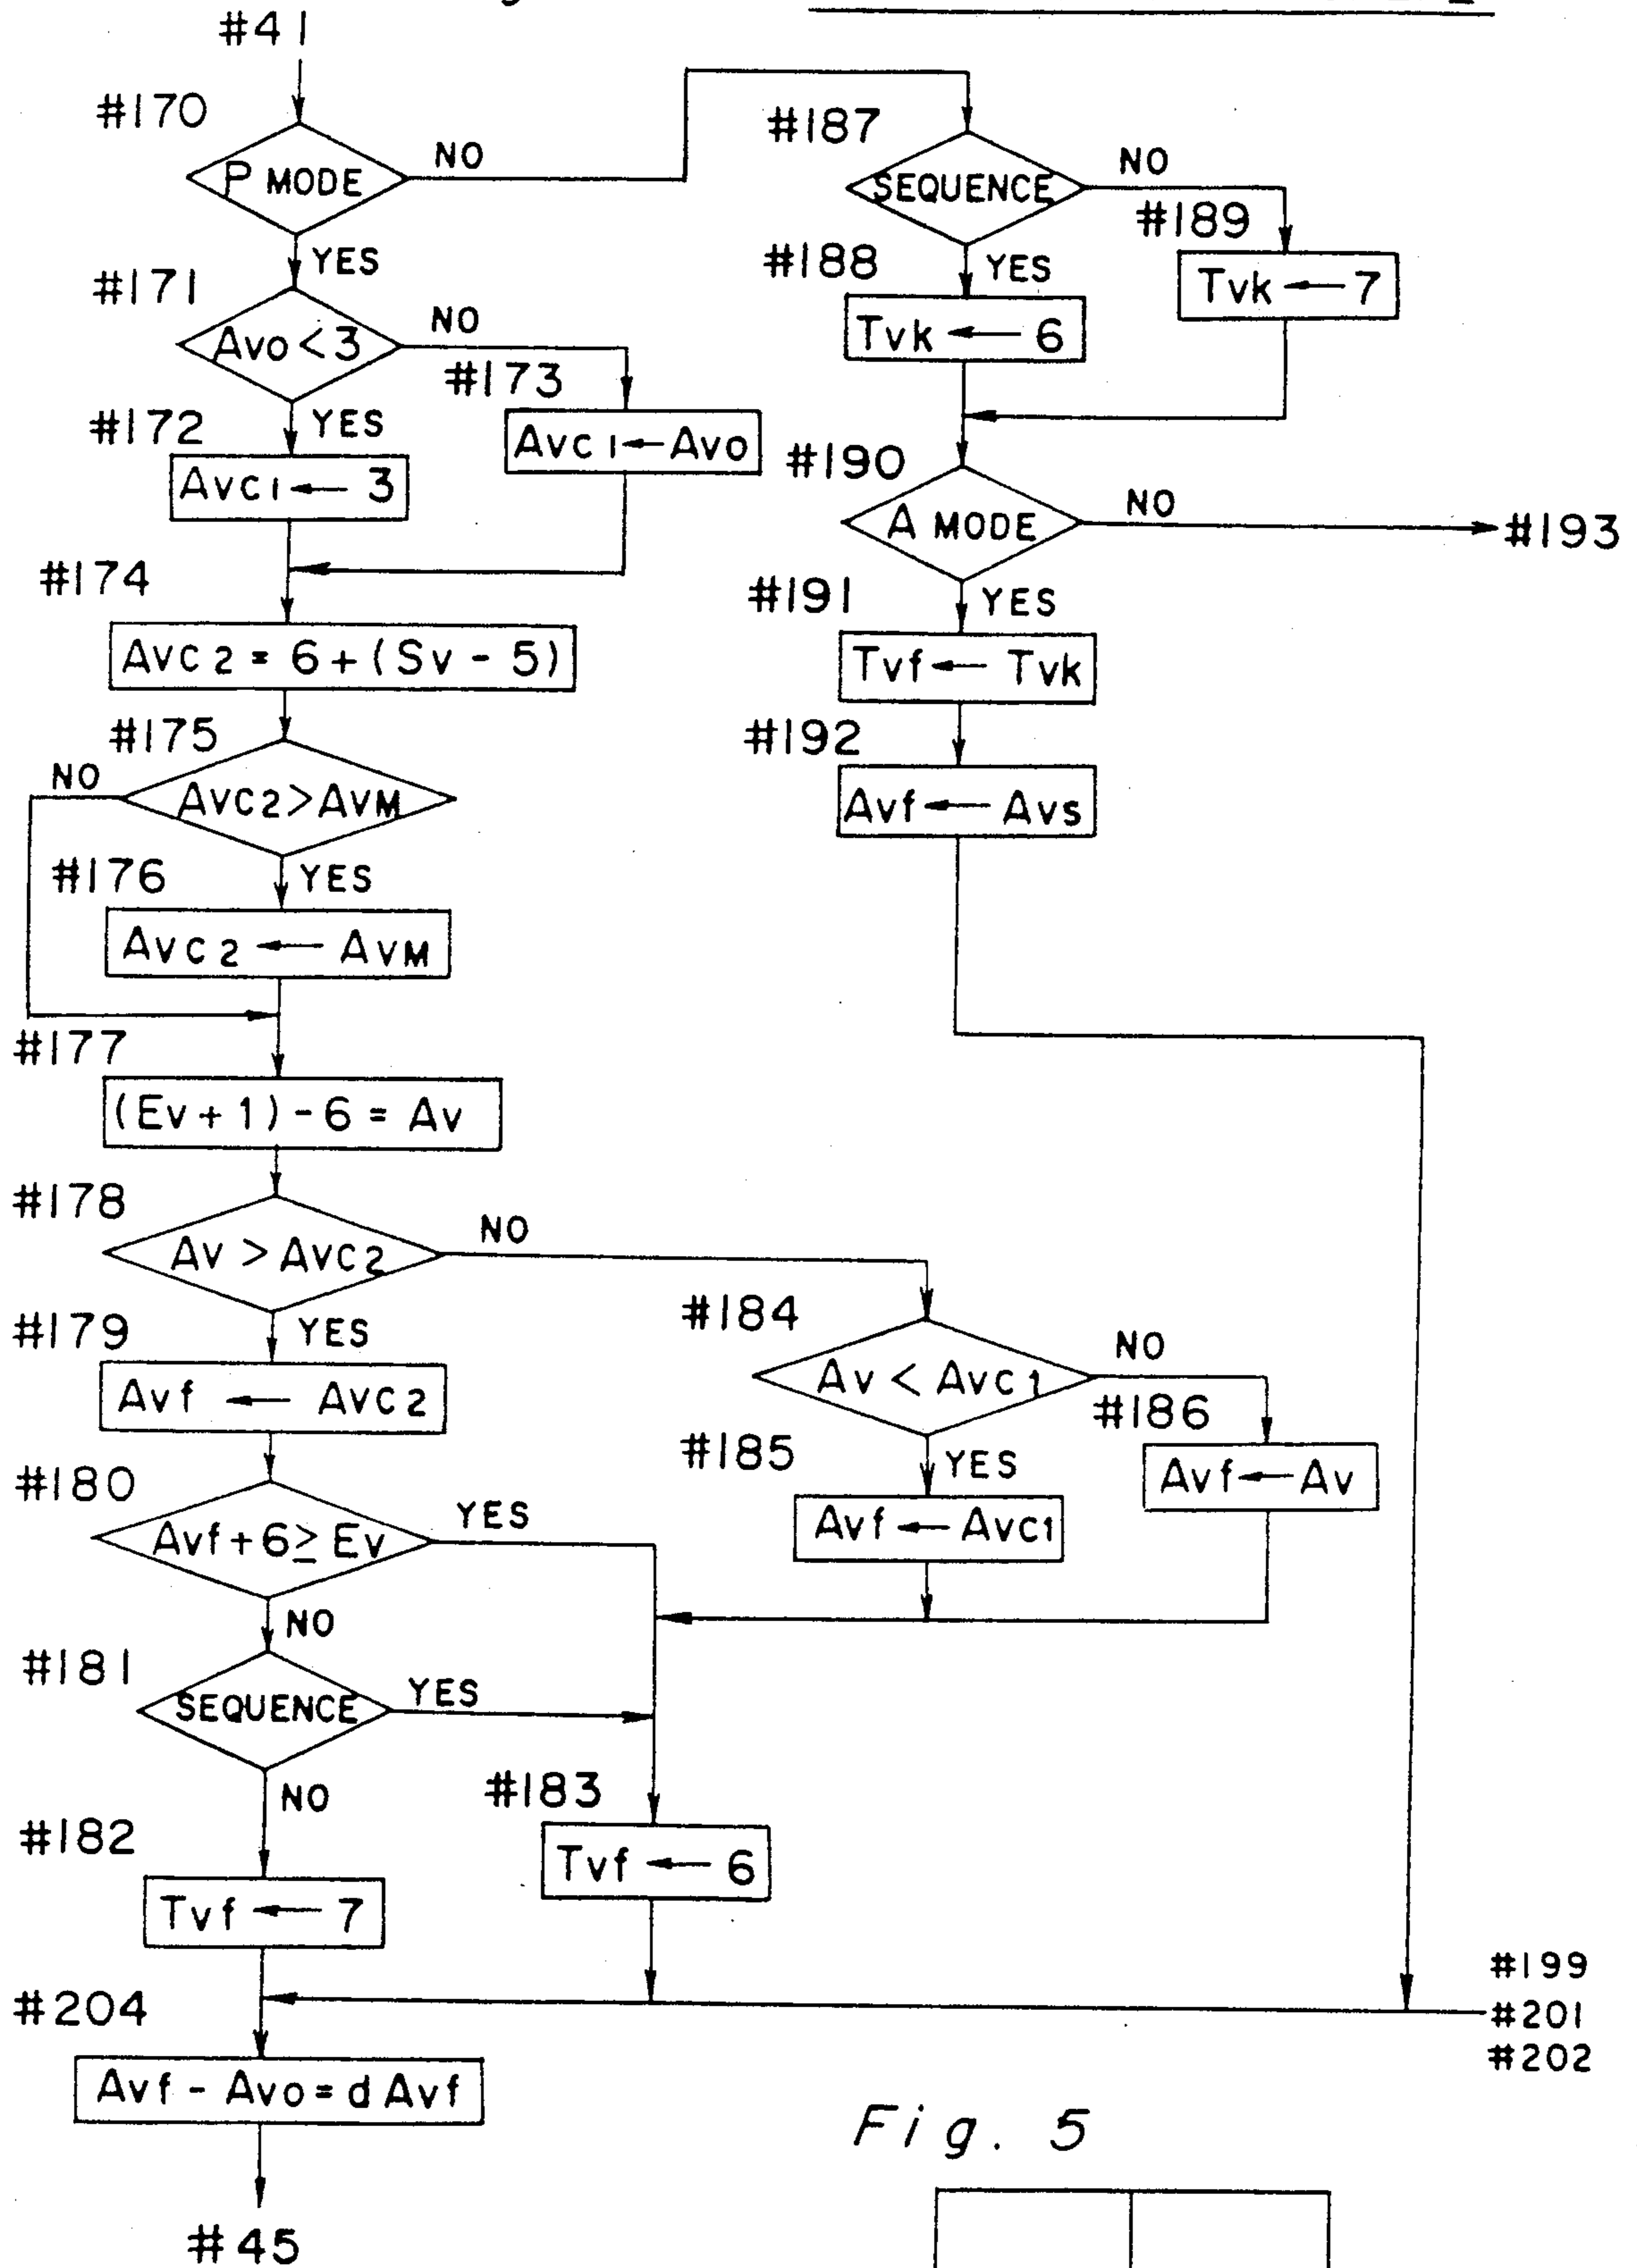 #41
#170
P MODE
NO
YES
#171
Avo < 3
NO
#173
Avc1 ← Avo
YES
#172
Avc1 ← 3
#174
Avc2 = 6 + (Sv - 5)
#175
NO
Avc2 > AvM
YES
#176
Avc2 ← AvM
#177
(Ev + 1) - 6 = Av
#178
Av > Avc2
NO
YES
#179
Avf ← Avc2
#180
Avf + 6 ≥ Ev
YES
NO
#181
SEQUENCE
YES
NO
#182
Tvf ← 7
#183
Tvf ← 6
#184
Av < Avc1
NO
#186
Avf ← Av
YES
#185
Avf ← Avc1
#187
SEQUENCE
NO
#189
Tvk ← 7
YES
#188
Tvk ← 6
#190
A MODE
NO
#193
YES
#191
Tvf ← Tvk
#192
Avf ← Avs
#199
#201
#202
#204
Avf - Avo = d Avf
#45
Fig. 5